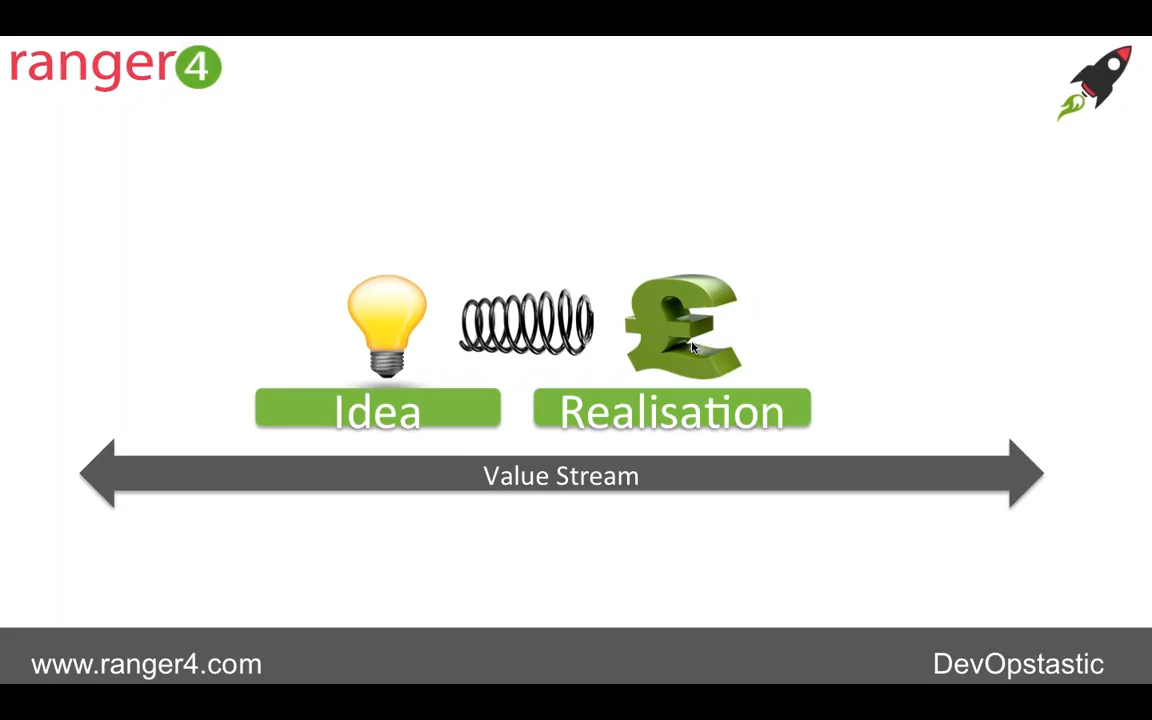 ranger4
£
Idea
Realisation
Value Stream
www.ranger4.com
DevOpstastic